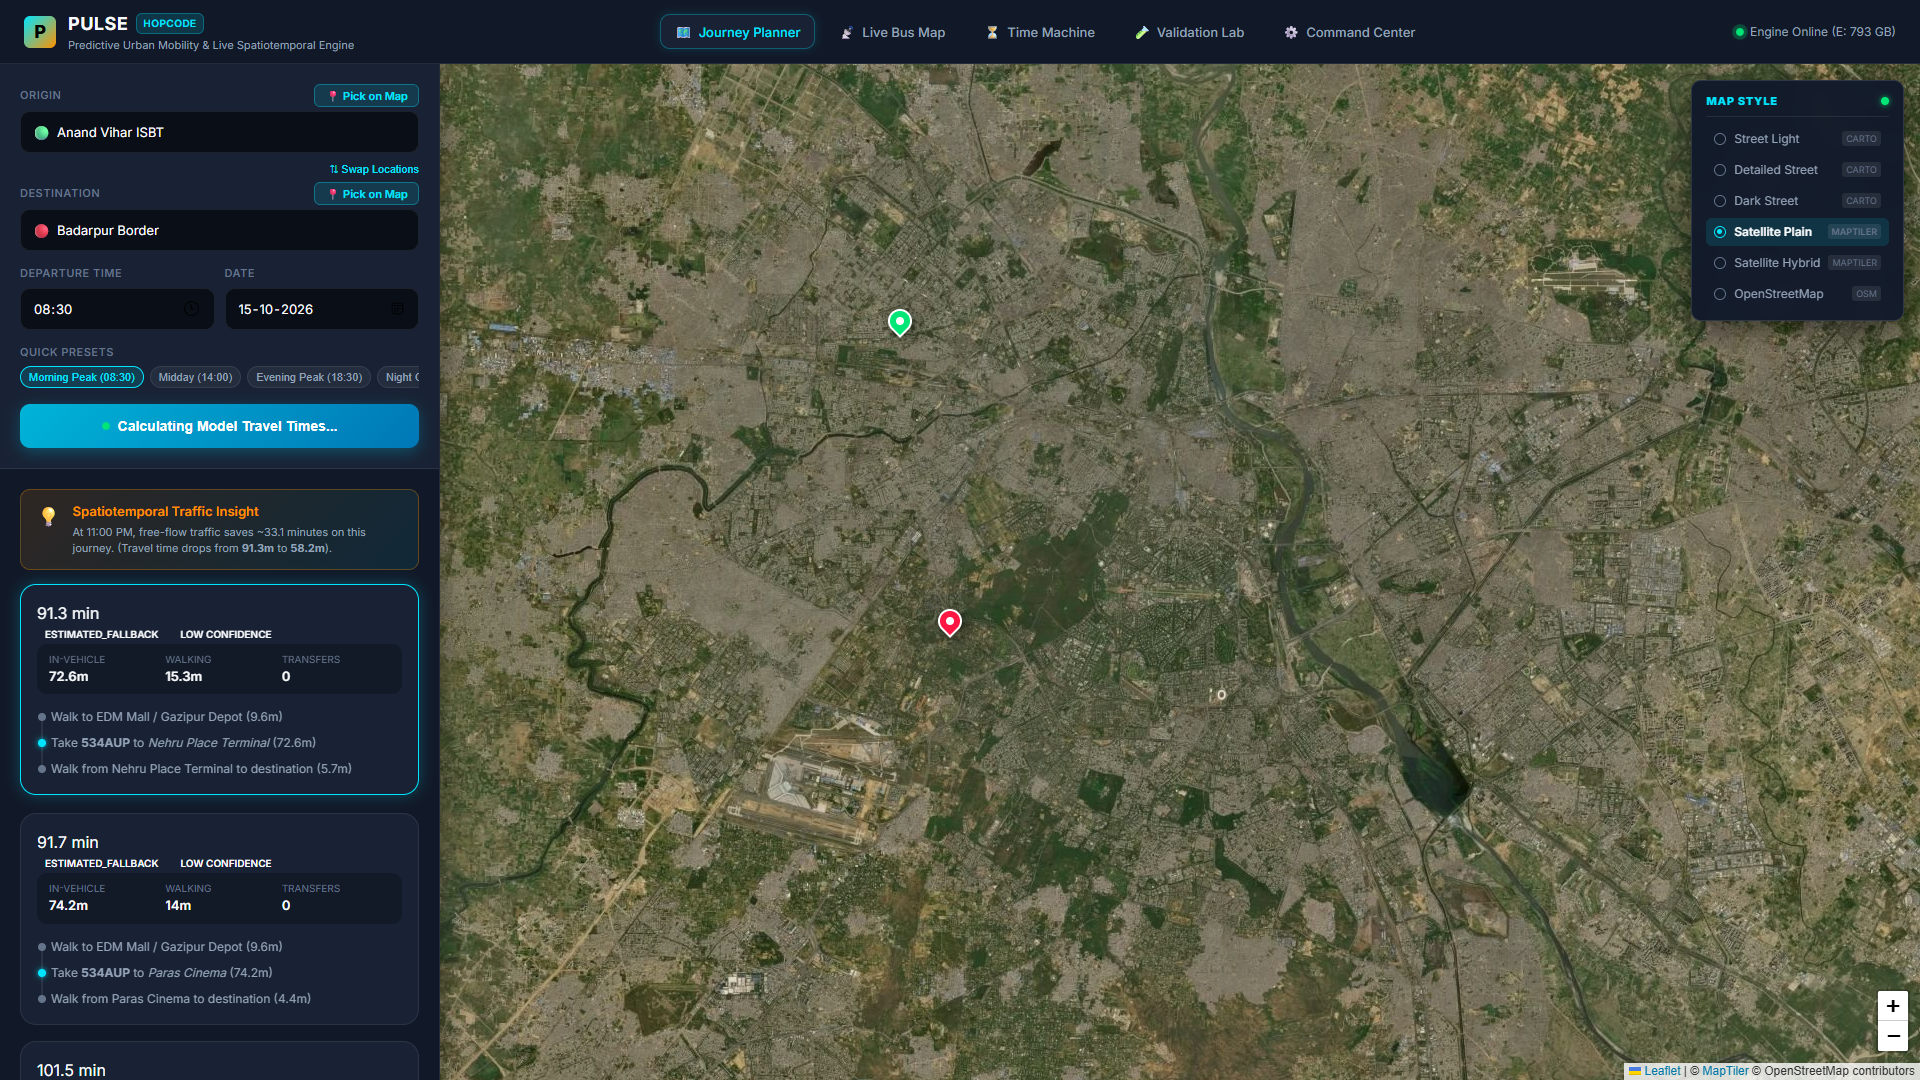 P
PULSE HOPCODE
Predictive Urban Mobility & Live Spatiotemporal Engine
Journey Planner
Live Bus Map
Time Machine
Validation Lab
Command Center
Engine Online (E: 793 GB)
ORIGIN
Pick on Map
Anand Vihar ISBT
⇅ Swap Locations
DESTINATION
Pick on Map
Badarpur Border
DEPARTURE TIME
DATE
08:30
15-10-2026
QUICK PRESETS
Morning Peak (08:30)
Midday (14:00)
Evening Peak (18:30)
Night
Calculating Model Travel Times...
Spatiotemporal Traffic Insight
At 11:00 PM, free-flow traffic saves ~33.1 minutes on this
journey. (Travel time drops from 91.3m to 58.2m).
91.3 min
ESTIMATED_FALLBACK LOW CONFIDENCE
IN-VEHICLE WALKING TRANSFERS
72.6m 15.3m 0
Walk to EDM Mall / Gazipur Depot (9.6m)
Take 534AUP to Nehru Place Terminal (72.6m)
Walk from Nehru Place Terminal to destination (5.7m)
91.7 min
ESTIMATED_FALLBACK LOW CONFIDENCE
IN-VEHICLE WALKING TRANSFERS
74.2m 14m 0
Walk to EDM Mall / Gazipur Depot (9.6m)
Take 534AUP to Paras Cinema (74.2m)
Walk from Paras Cinema to destination (4.4m)
101.5 min
MAP STYLE
Street Light CARTO
Detailed Street CARTO
Dark Street CARTO
Satellite Plain MAPTILER
Satellite Hybrid MAPTILER
OpenStreetMap OSM
+
−
Leaflet | © MapTiler © OpenStreetMap contributors